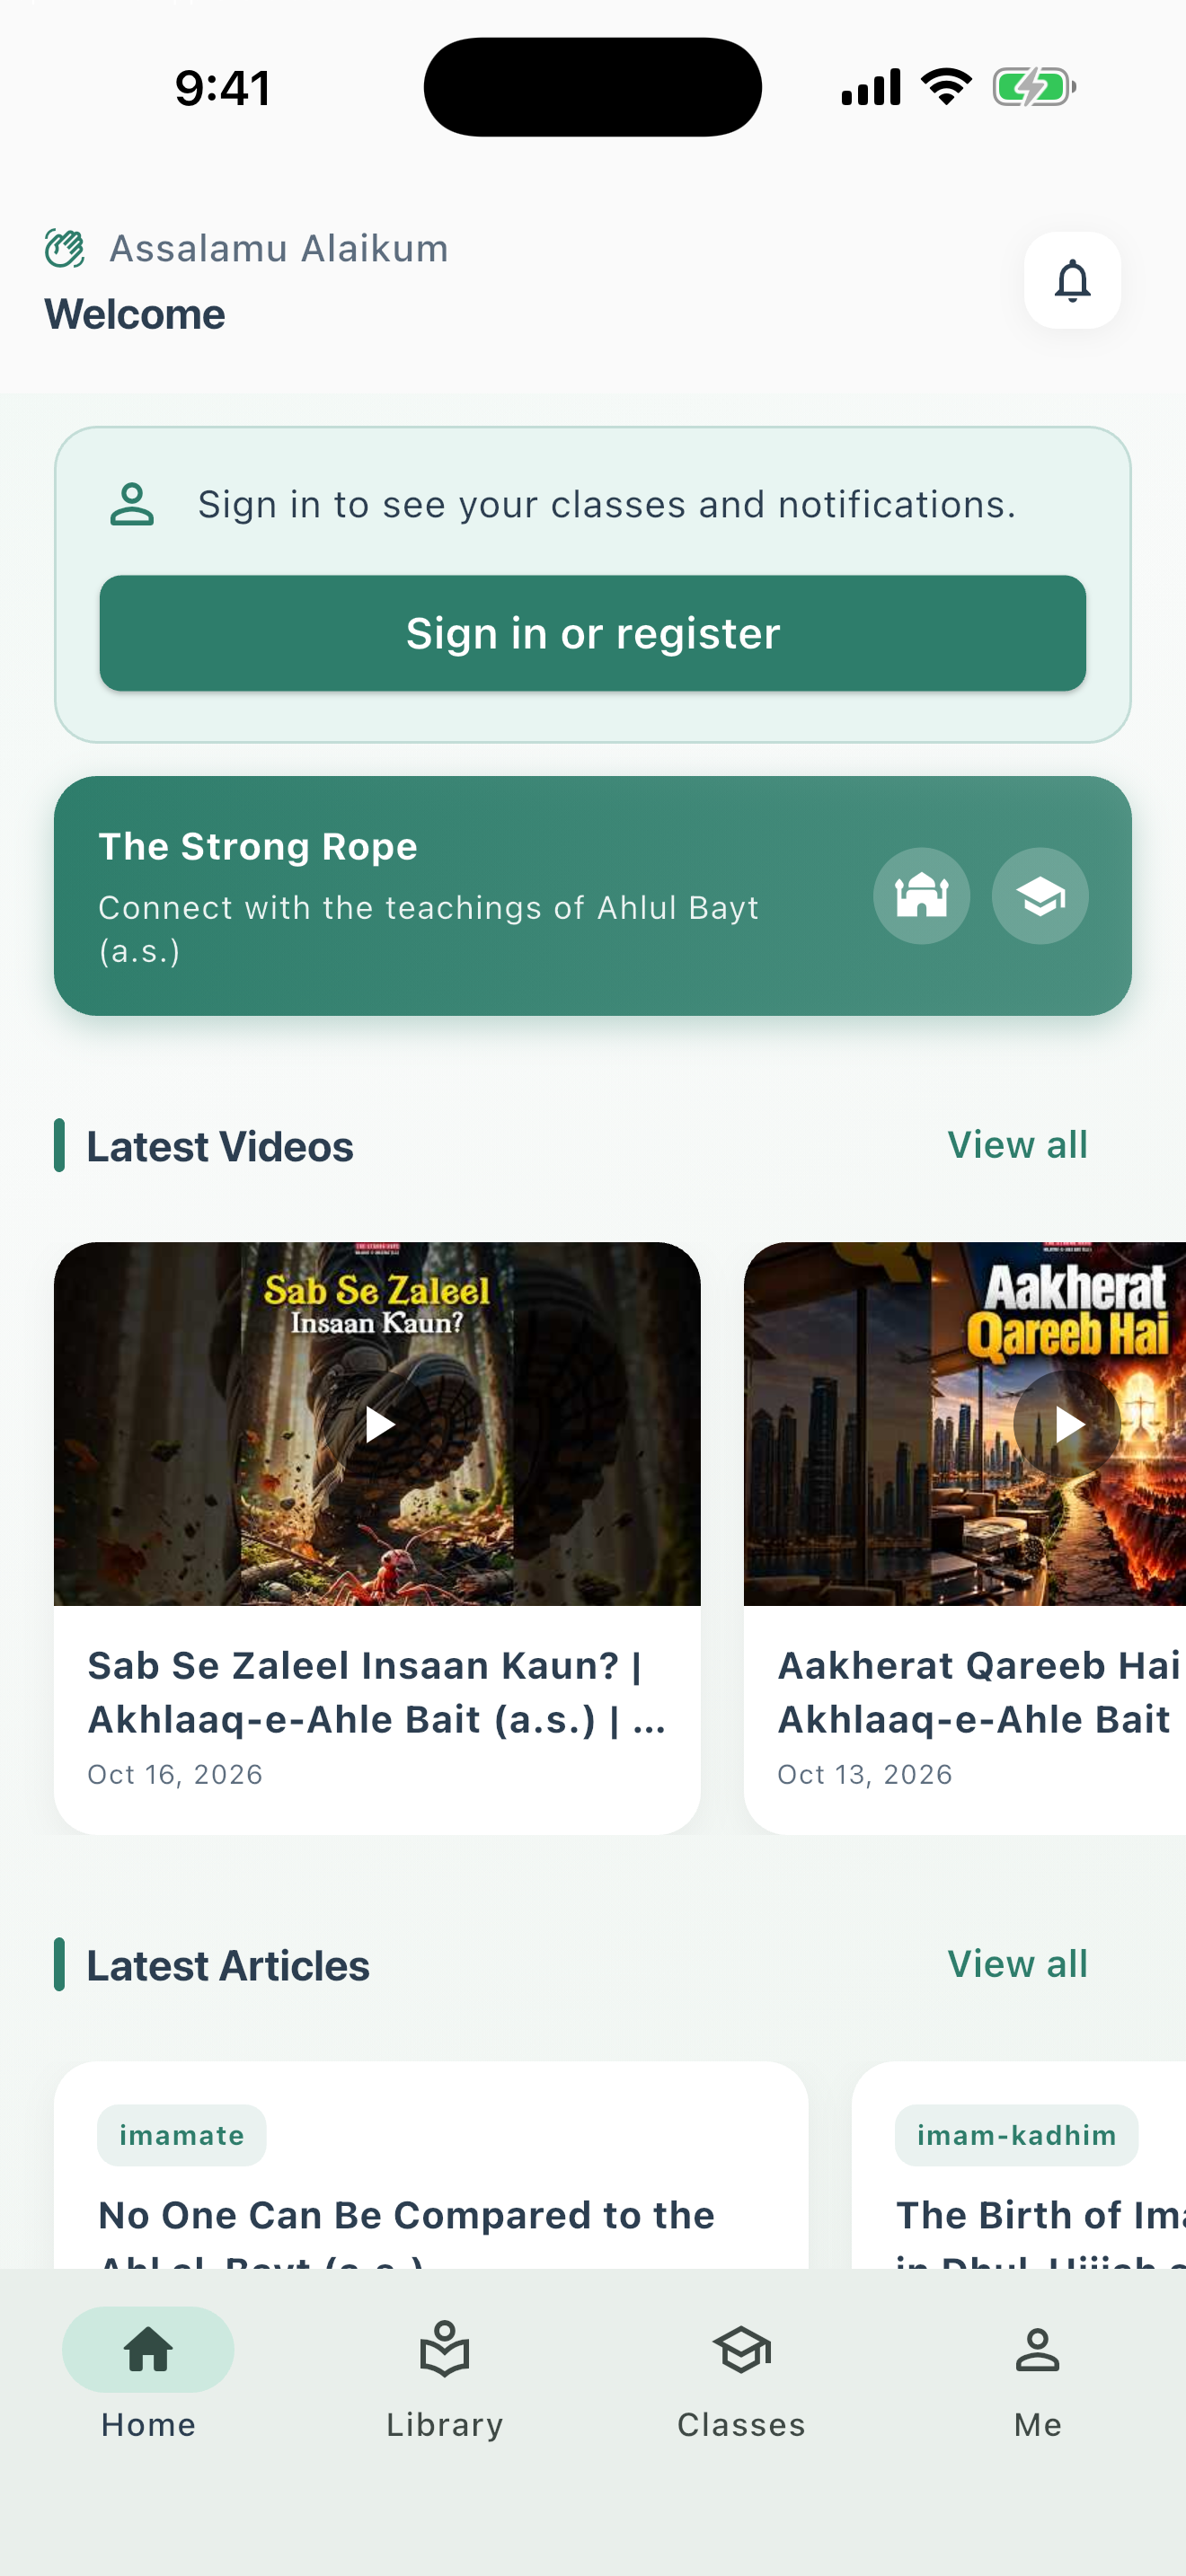 9:41
Assalamu Alaikum
Welcome
Sign in to see your classes and notifications.
Sign in or register
The Strong Rope
Connect with the teachings of Ahlul Bayt
(a.s.)
Latest Videos
View all
Sab Se Zaleel
Insaan Kaun?
Sab Se Zaleel Insaan Kaun? |
Akhlaaq-e-Ahle Bait (a.s.) | ...
Oct 16, 2026
Aakherat
Qareeb Hai
Aakherat Qareeb Hai
Akhlaaq-e-Ahle Bait
Oct 13, 2026
Latest Articles
View all
imamate
No One Can Be Compared to the
imam-kadhim
The Birth of
Home
Library
Classes
Me